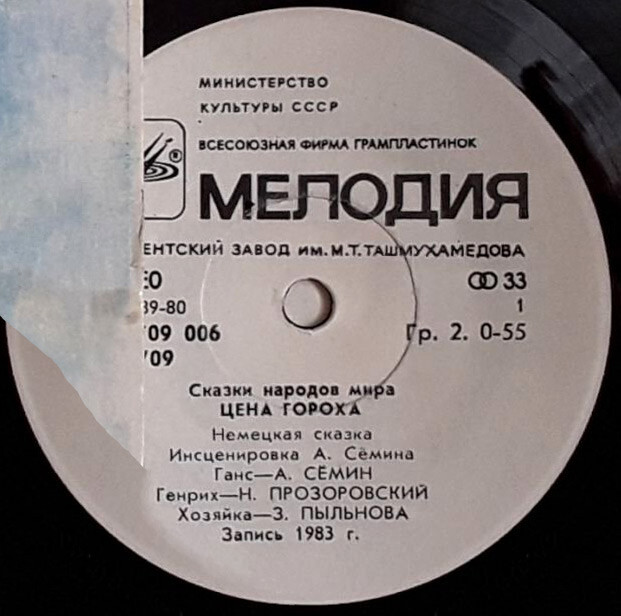 МИНИСТЕРСТВО
КУЛЬТУРЫ СССР
ВСЕСОЮЗНАЯ ФИРМА ГРАМПЛАСТИНОК
®
МЕЛОДИЯ
ЕНТСКИЙ ЗАВОД ИМ. М. Т. ТАШМУХАМЕДОВА
ЕО 33
39-80 1
09 006 Гр. 2. 0-55
/09
Сказки народов мира
ЦЕНА ГОРОХА
Немецкая сказка
Инсценировка А. Сёмина
Ганс—А. СЁМИН
Генрих—Н. ПРОЗОРОВСКИЙ
Хозяйка—З. ПЫЛЬНОВА
Запись 1983 г.